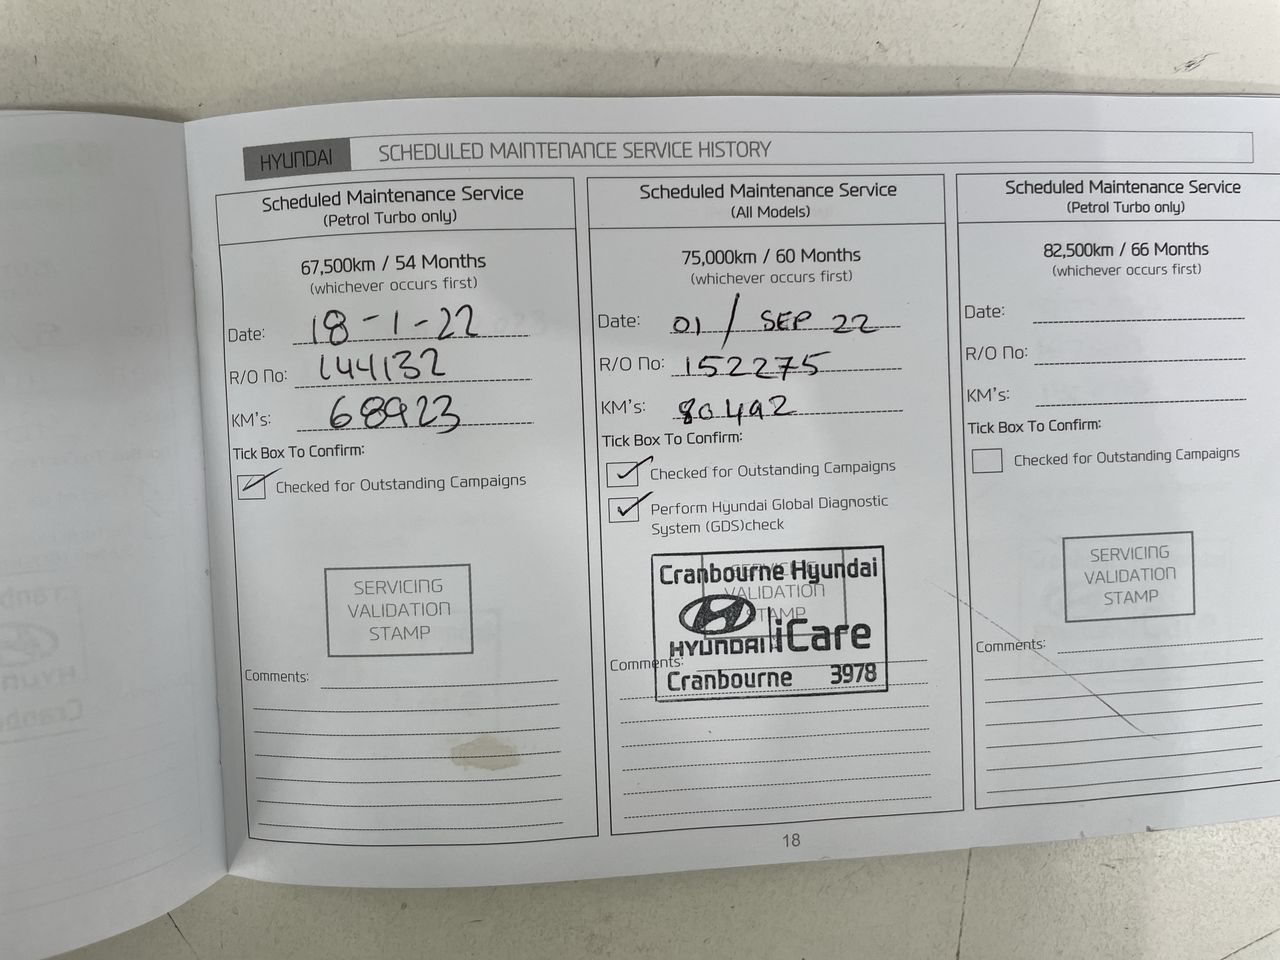 HYUNDAI SCHEDULED MAINTENANCE SERVICE HISTORY
Scheduled Maintenance Service
(Petrol Turbo only)
67,500km / 54 Months
(whichever occurs first)
Date: 18-1-22
R/O No: 144132
KM's: 68923
Tick Box To Confirm:
Checked for Outstanding Campaigns
SERVICING
VALIDATION
STAMP
Comments:
Scheduled Maintenance Service
(All Models)
75,000km / 60 Months
(whichever occurs first)
Date: 01 / SEP 22
R/O No: 152275
KM's: 80492
Tick Box To Confirm:
Checked for Outstanding Campaigns
Perform Hyundai Global Diagnostic
System (GDS)check
SERVICING
VALIDATION
STAMP
Cranbourne Hyundai
HYUNDAI iCare
Cranbourne 3978
Comments:
Scheduled Maintenance Service
(Petrol Turbo only)
82,500km / 66 Months
(whichever occurs first)
Date:
R/O No:
KM's:
Tick Box To Confirm:
Checked for Outstanding Campaigns
SERVICING
VALIDATION
STAMP
Comments:
18